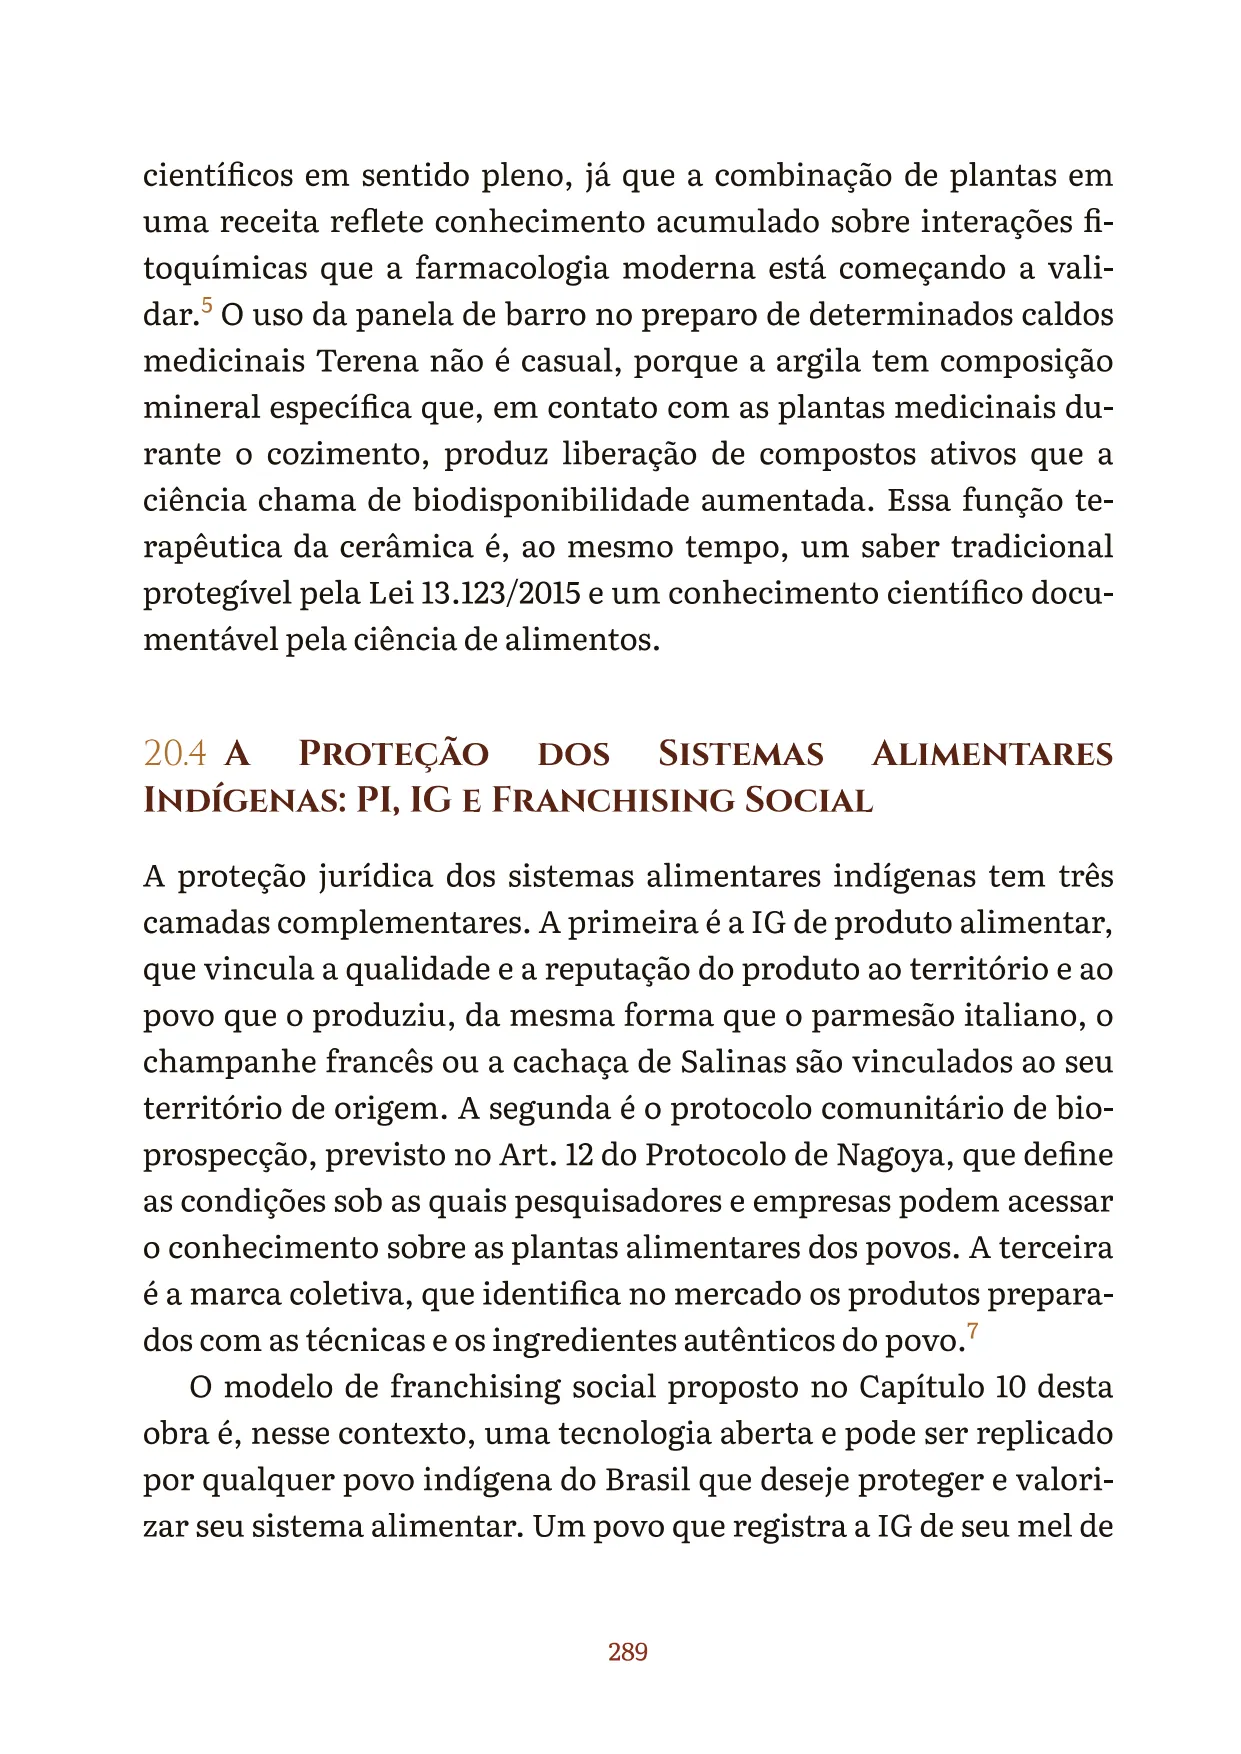 científicos em sentido pleno, já que a combinação de plantas em
uma receita reflete conhecimento acumulado sobre interações fi-
toquímicas que a farmacologia moderna está começando a vali-
dar.5 O uso da panela de barro no preparo de determinados caldos
medicinais Terena não é casual, porque a argila tem composição
mineral específica que, em contato com as plantas medicinais du-
rante o cozimento, produz liberação de compostos ativos que a
ciência chama de biodisponibilidade aumentada. Essa função te-
rapêutica da cerâmica é, ao mesmo tempo, um saber tradicional
protegível pela Lei 13.123/2015 e um conhecimento científico docu-
mentável pela ciência de alimentos.
20.4 A Proteção dos Sistemas Alimentares
Indígenas: PI, IG e Franchising Social
A proteção jurídica dos sistemas alimentares indígenas tem três
camadas complementares. A primeira é a IG de produto alimentar,
que vincula a qualidade e a reputação do produto ao território e ao
povo que o produziu, da mesma forma que o parmesão italiano, o
champanhe francês ou a cachaça de Salinas são vinculados ao seu
território de origem. A segunda é o protocolo comunitário de bio-
prospecção, previsto no Art. 12 do Protocolo de Nagoya, que define
as condições sob as quais pesquisadores e empresas podem acessar
o conhecimento sobre as plantas alimentares dos povos. A terceira
é a marca coletiva, que identifica no mercado os produtos prepara-
dos com as técnicas e os ingredientes autênticos do povo.7
O modelo de franchising social proposto no Capítulo 10 desta
obra é, nesse contexto, uma tecnologia aberta e pode ser replicado
por qualquer povo indígena do Brasil que deseje proteger e valori-
zar seu sistema alimentar. Um povo que registra a IG de seu mel de
289